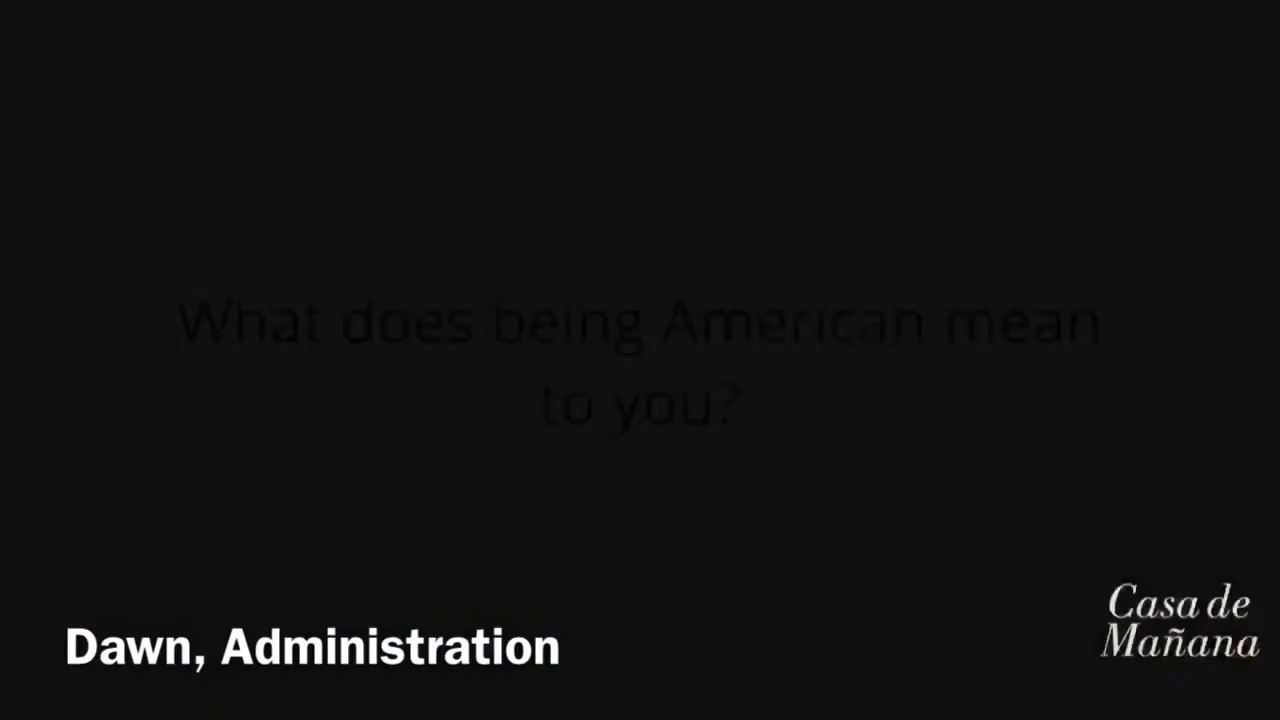 What does being American mean
to you?
Dawn, Administration
Casa de
Mañana